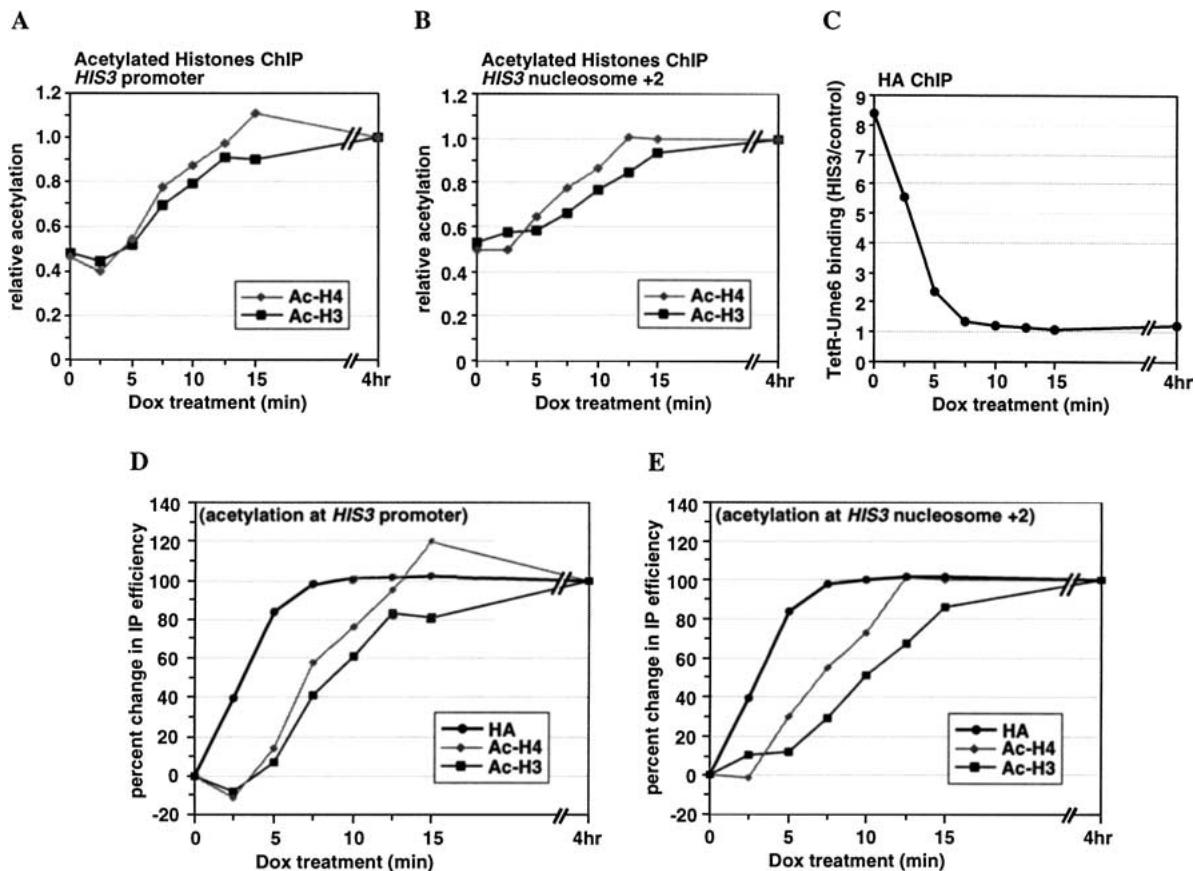 A
Acetylated Histones ChIP
HIS3 promoter
relative acetylation
1.2
1.0
0.8
0.6
0.4
0.2
0
Ac-H4
Ac-H3
0 5 10 15 4hr
Dox treatment (min)
B
Acetylated Histones ChIP
HIS3 nucleosome +2
relative acetylation
1.2
1.0
0.8
0.6
0.4
0.2
0
Ac-H4
Ac-H3
0 5 10 15 4hr
Dox treatment (min)
C
HA ChIP
TetR-Ume6 binding (HIS3/control)
9
8
7
6
5
4
3
2
1
0
0 5 10 15 4hr
Dox treatment (min)
D
(acetylation at HIS3 promoter)
percent change in IP efficiency
140
120
100
80
60
40
20
0
-20
HA
Ac-H4
Ac-H3
0 5 10 15 4hr
Dox treatment (min)
E
(acetylation at HIS3 nucleosome +2)
percent change in IP efficiency
140
120
100
80
60
40
20
0
-20
HA
Ac-H4
Ac-H3
0 5 10 15 4hr
Dox treatment (min)